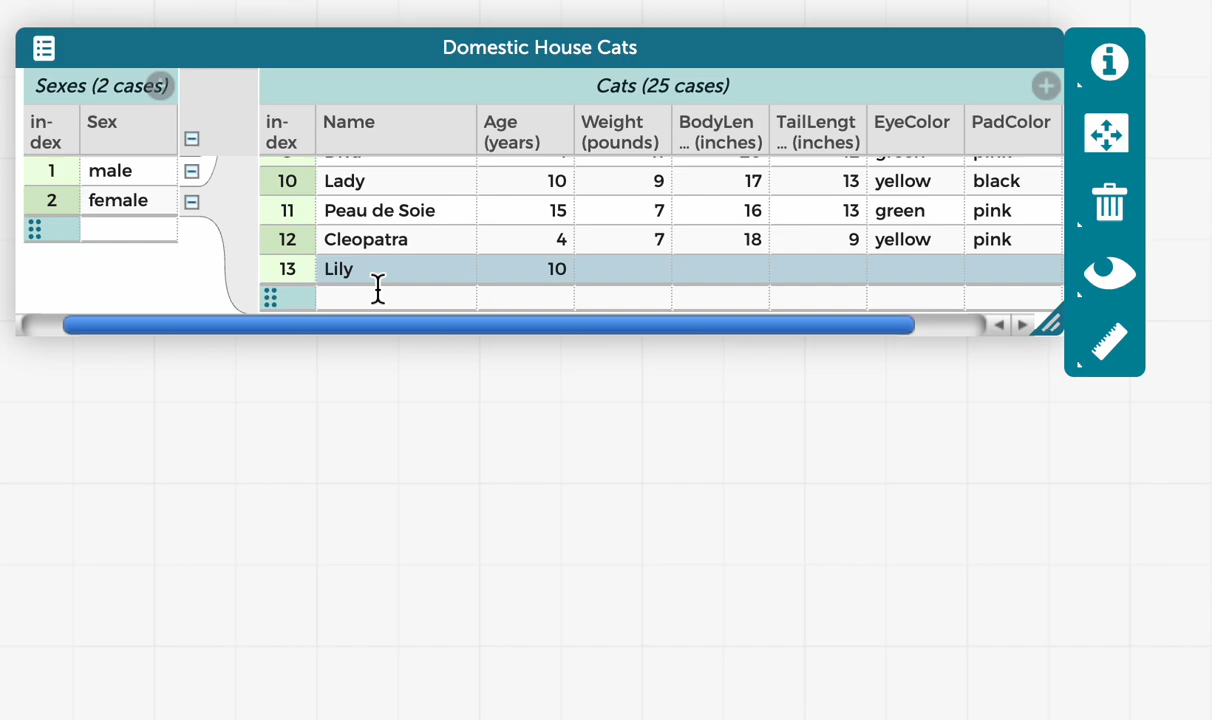 Domestic House Cats
Sexes (2 cases)
Cats (25 cases)
in-dex Sex
in-dex Name Age (years) Weight (pounds) BodyLen ... (inches) TailLengt ... (inches) EyeColor PadColor
1 male
2 female
10 Lady 10 9 17 13 yellow black
11 Peau de Soie 15 7 16 13 green pink
12 Cleopatra 4 7 18 9 yellow pink
13 Lily 10